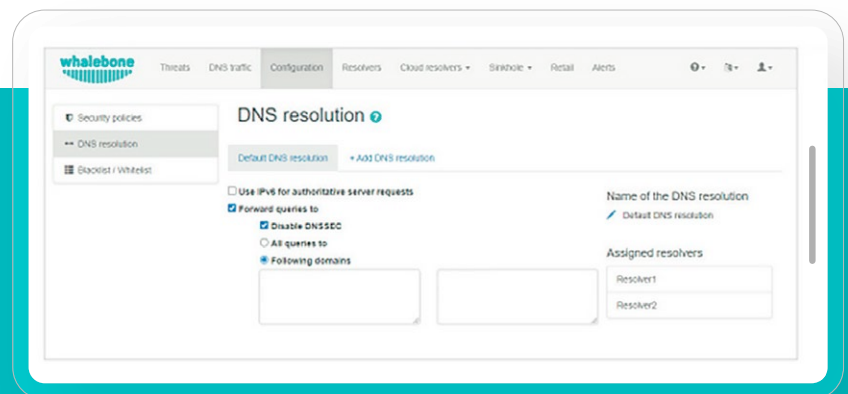 whalebone
Threats DNS traffic Configuration Resolvers Cloud resolvers Sinkhole Retail Alerts
Security policies
DNS resolution
Blacklist / Whitelist
DNS resolution
Default DNS resolution + Add DNS resolution
Use IPv6 for authoritative server requests
Forward queries to
Disable DNSSEC
All queries to
Following domains
Name of the DNS resolution
Default DNS resolution
Assigned resolvers
Resolver1
Resolver2